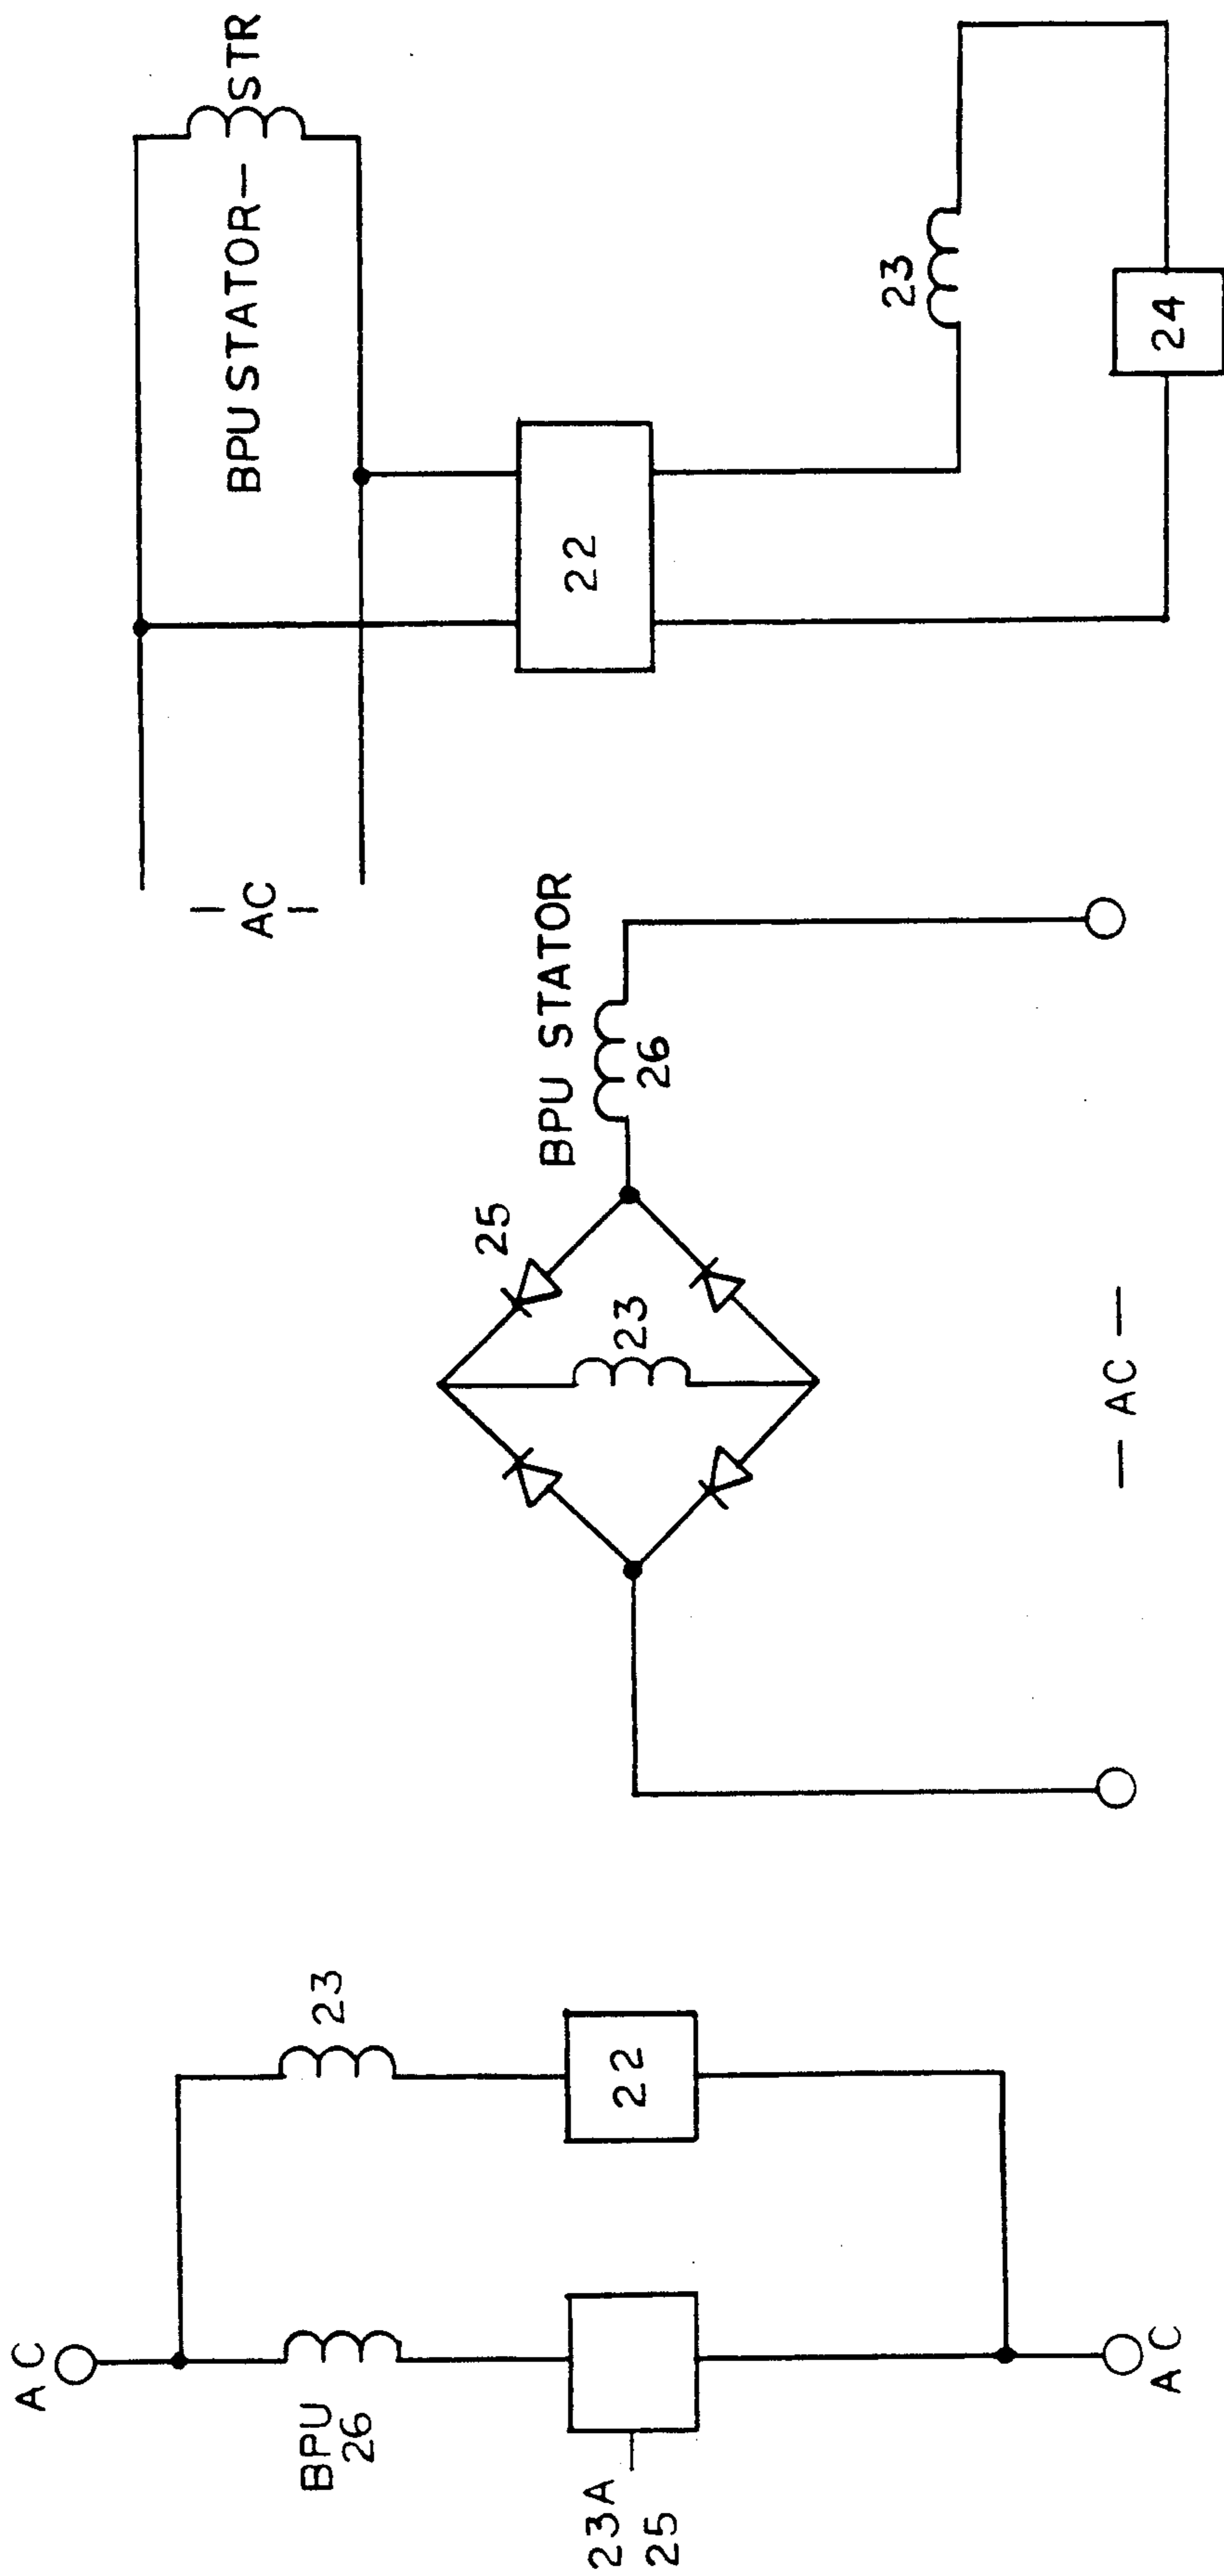 AC
BPU
26
23
23A
25
22
AC
BPU STATOR
26
25
23
— AC —
BPU STATOR— STR
— AC —
22
23
24